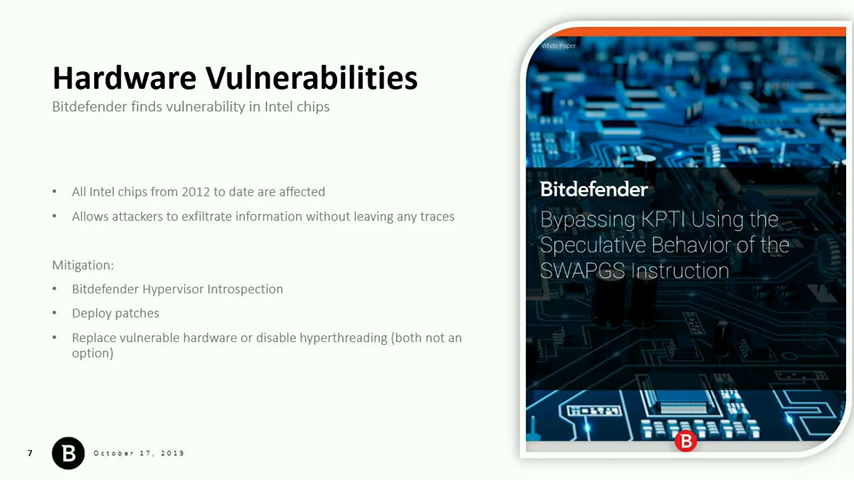 Hardware Vulnerabilities
Bitdefender finds vulnerability in Intel chips
• All Intel chips from 2012 to date are affected
• Allows attackers to exfiltrate information without leaving any traces
Mitigation:
• Bitdefender Hypervisor Introspection
• Deploy patches
• Replace vulnerable hardware or disable hyperthreading (both not an
option)
White Paper
Bitdefender
Bypassing KPTI Using the
Speculative Behavior of the
SWAPGS Instruction
B
7
B
October 17, 2019